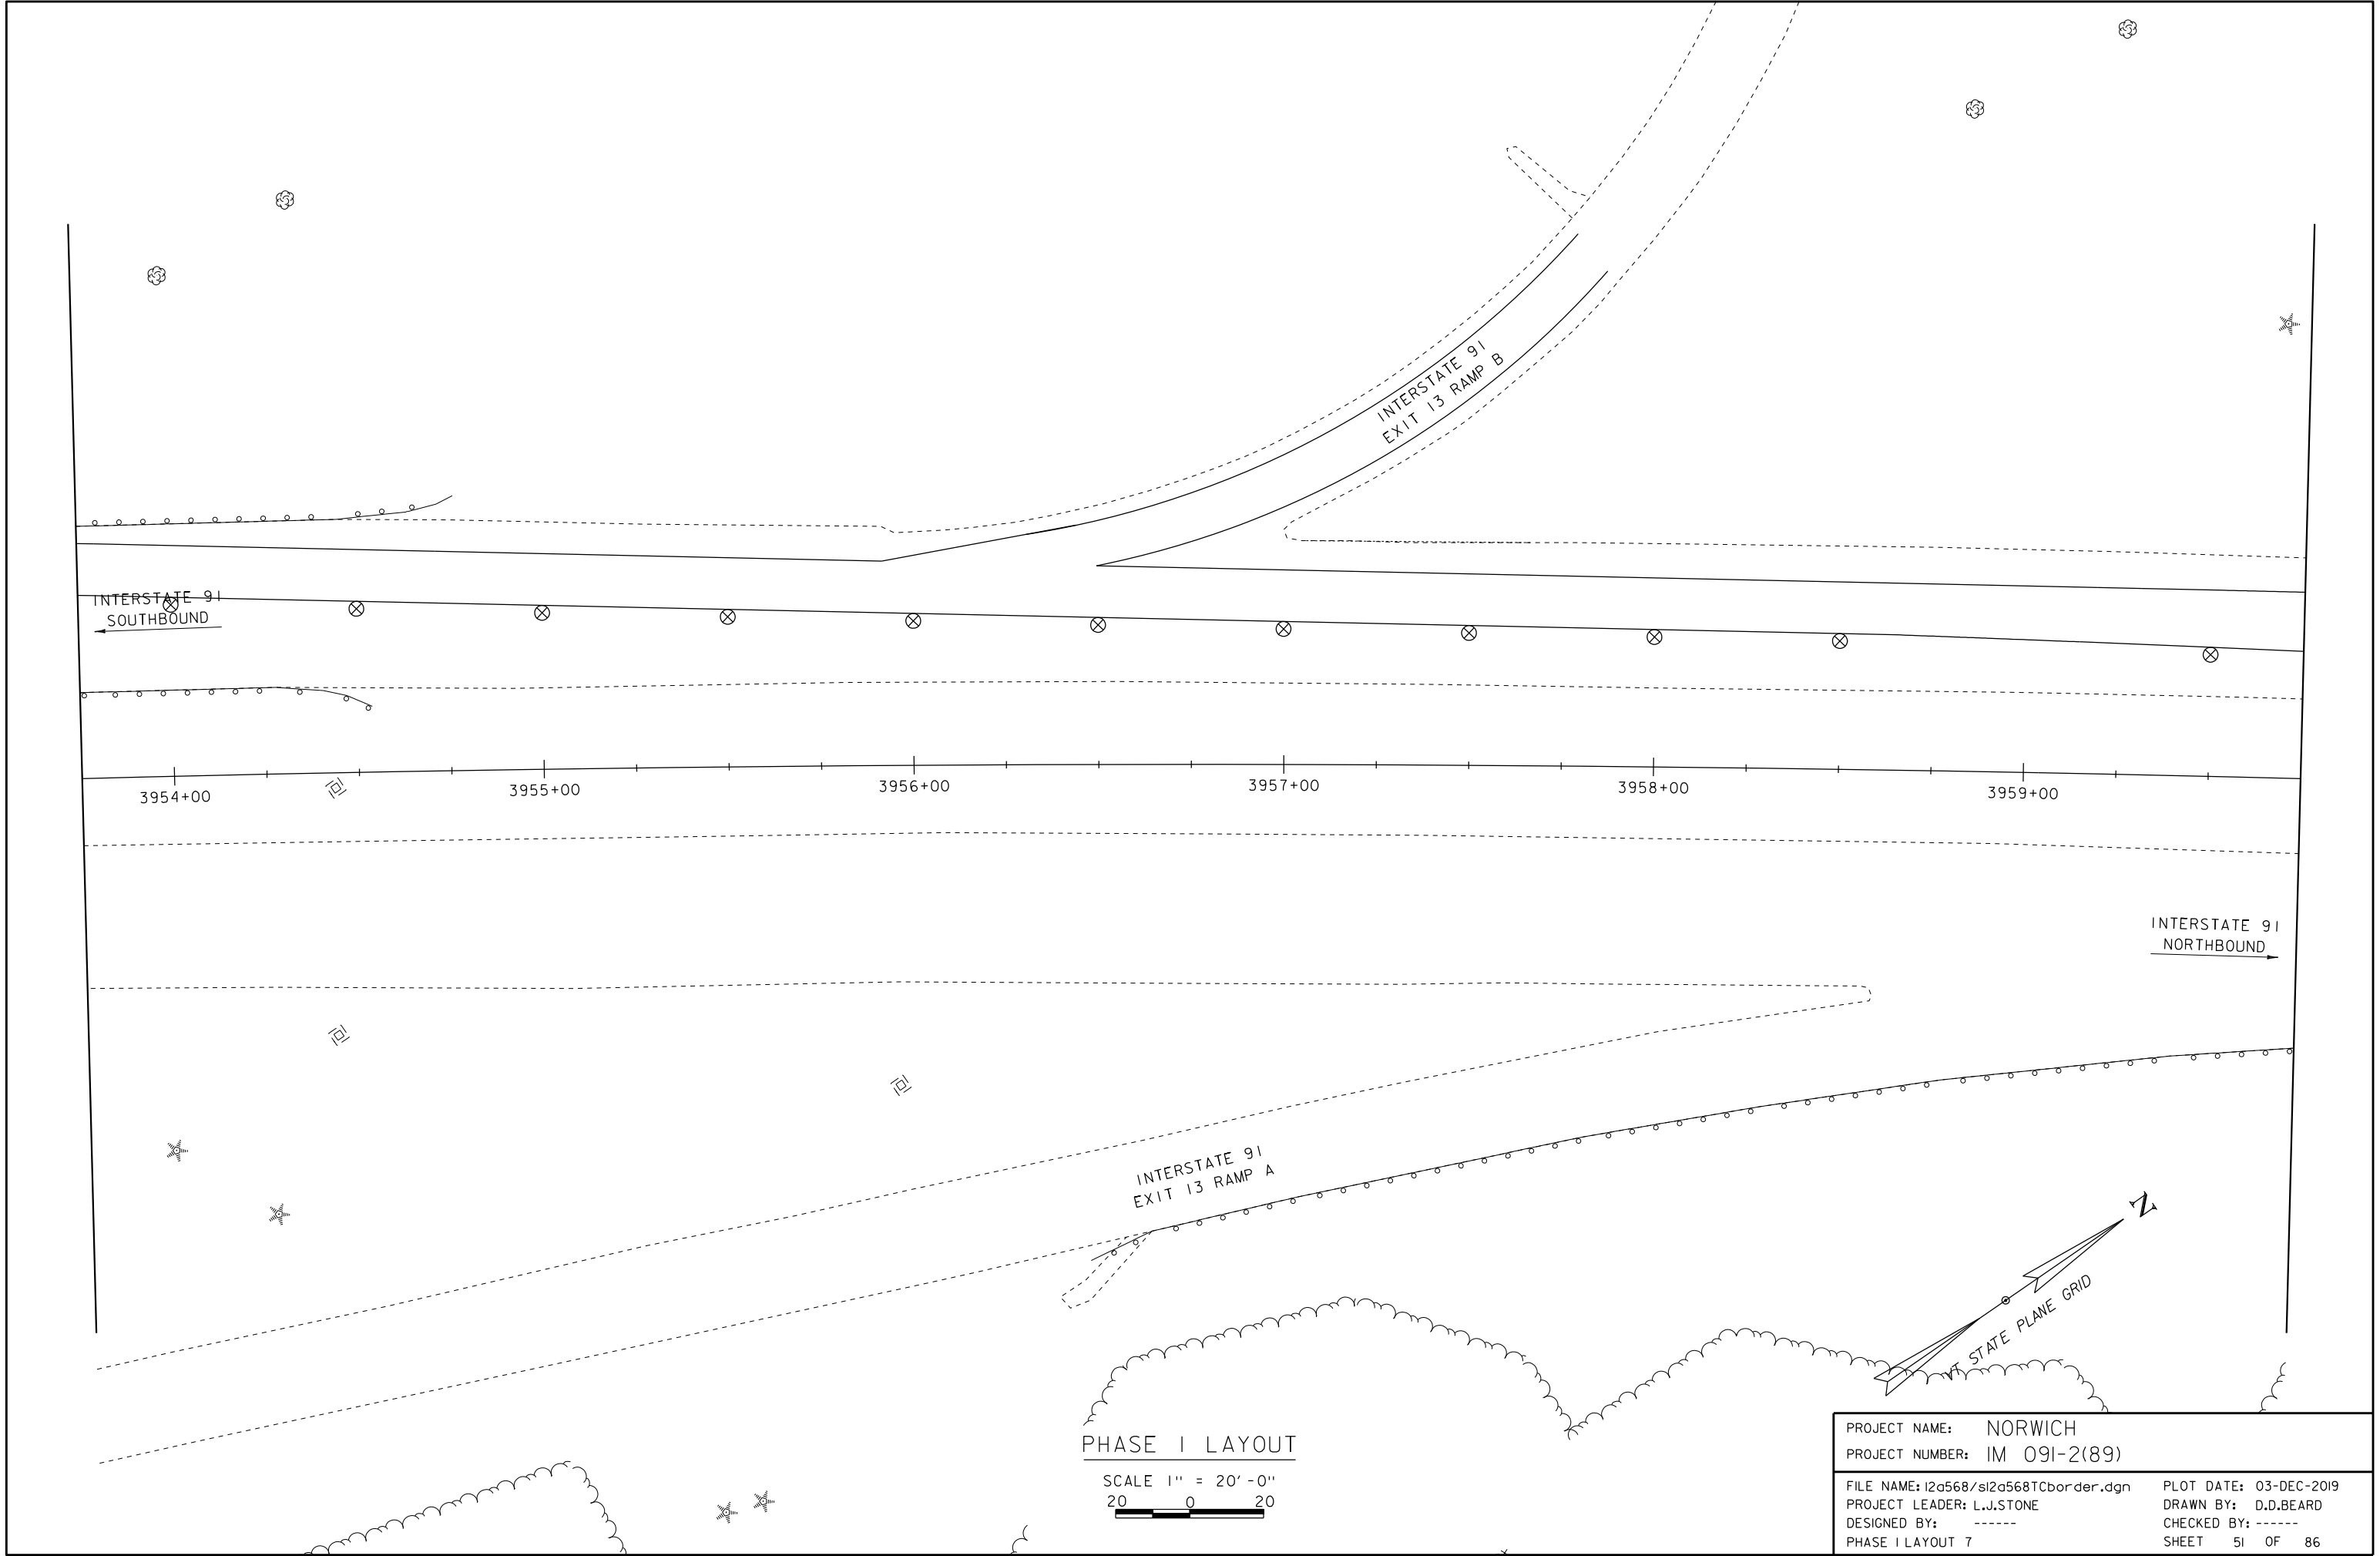 INTERSTATE 91
EXIT 13 RAMP B
INTERSTATE 91
SOUTHBOUND
3954+00
3955+00
3956+00
3957+00
3958+00
3959+00
INTERSTATE 91
NORTHBOUND
INTERSTATE 91
EXIT 13 RAMP A
N
VT STATE PLANE GRID
PHASE 1 LAYOUT
SCALE 1" = 20'-0"
20 0 20
PROJECT NAME: NORWICH
PROJECT NUMBER: IM 091-2(89)
FILE NAME: 12a568/s12a568TCborder.dgn PLOT DATE: 03-DEC-2019
PROJECT LEADER: L.J.STONE DRAWN BY: D.D.BEARD
DESIGNED BY: ------ CHECKED BY: ------
PHASE 1 LAYOUT 7 SHEET 51 OF 86